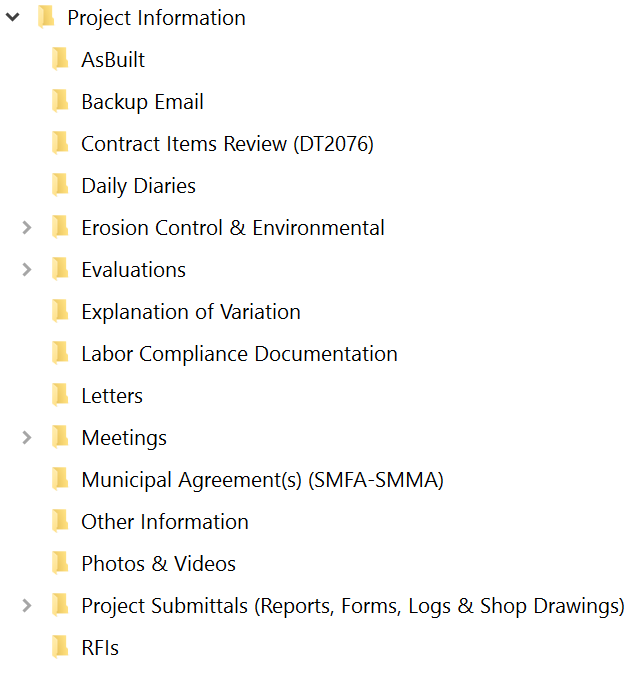 Project Information
AsBuilt
Backup Email
Contract Items Review (DT2076)
Daily Diaries
Erosion Control & Environmental
Evaluations
Explanation of Variation
Labor Compliance Documentation
Letters
Meetings
Municipal Agreement(s) (SMFA-SMMA)
Other Information
Photos & Videos
Project Submittals (Reports, Forms, Logs & Shop Drawings)
RFIs